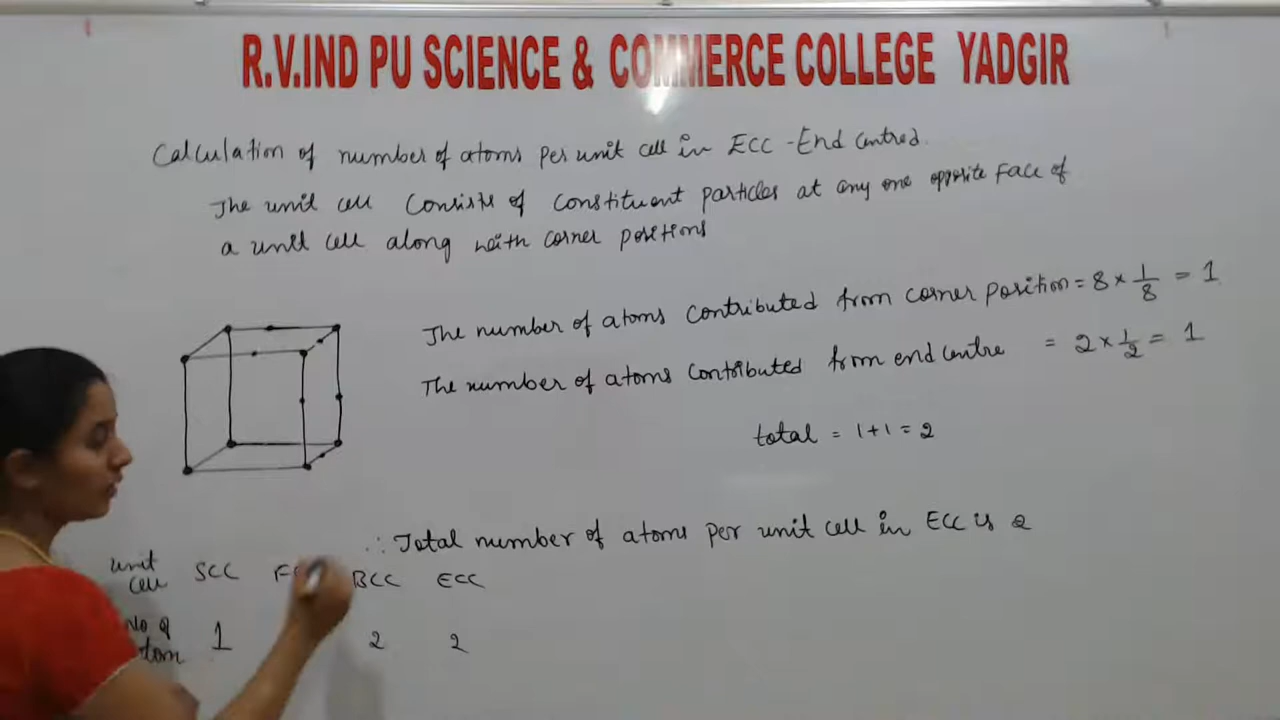 R.V.IND PU SCIENCE & COMMERCE COLLEGE YADGIR
Calculation of number of atoms per unit cell in ECC - End centred.
The unit cell consists of constituent particles at any one opposite face of
a unit cell along with corner positions
The number of atoms contributed from corner position = 8 × 1/8 = 1
The number of atoms contributed from end centre = 2 × 1/2 = 1
total = 1+1 = 2
∴ Total number of atoms per unit cell in ECC is 2
unit cell SCC BCC ECC
No of atom 1 2 2